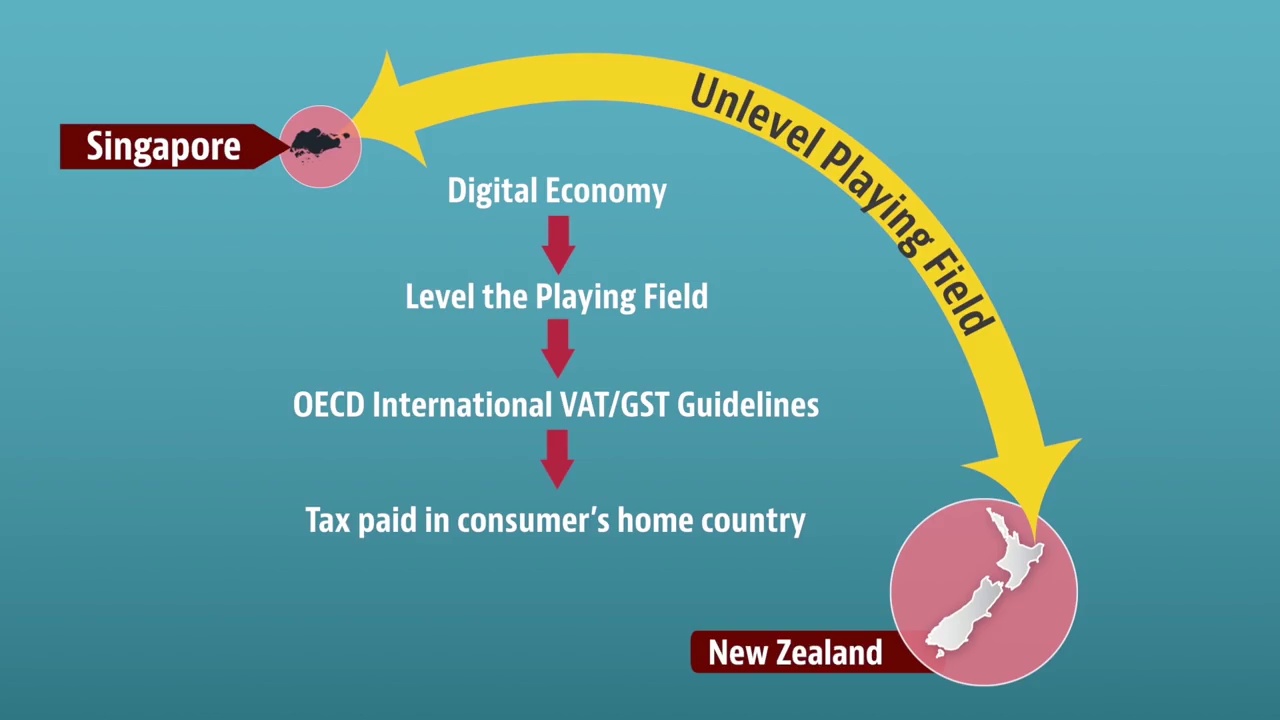 Singapore
Unlevel Playing Field
Digital Economy
Level the Playing Field
OECD International VAT/GST Guidelines
Tax paid in consumer’s home country
New Zealand